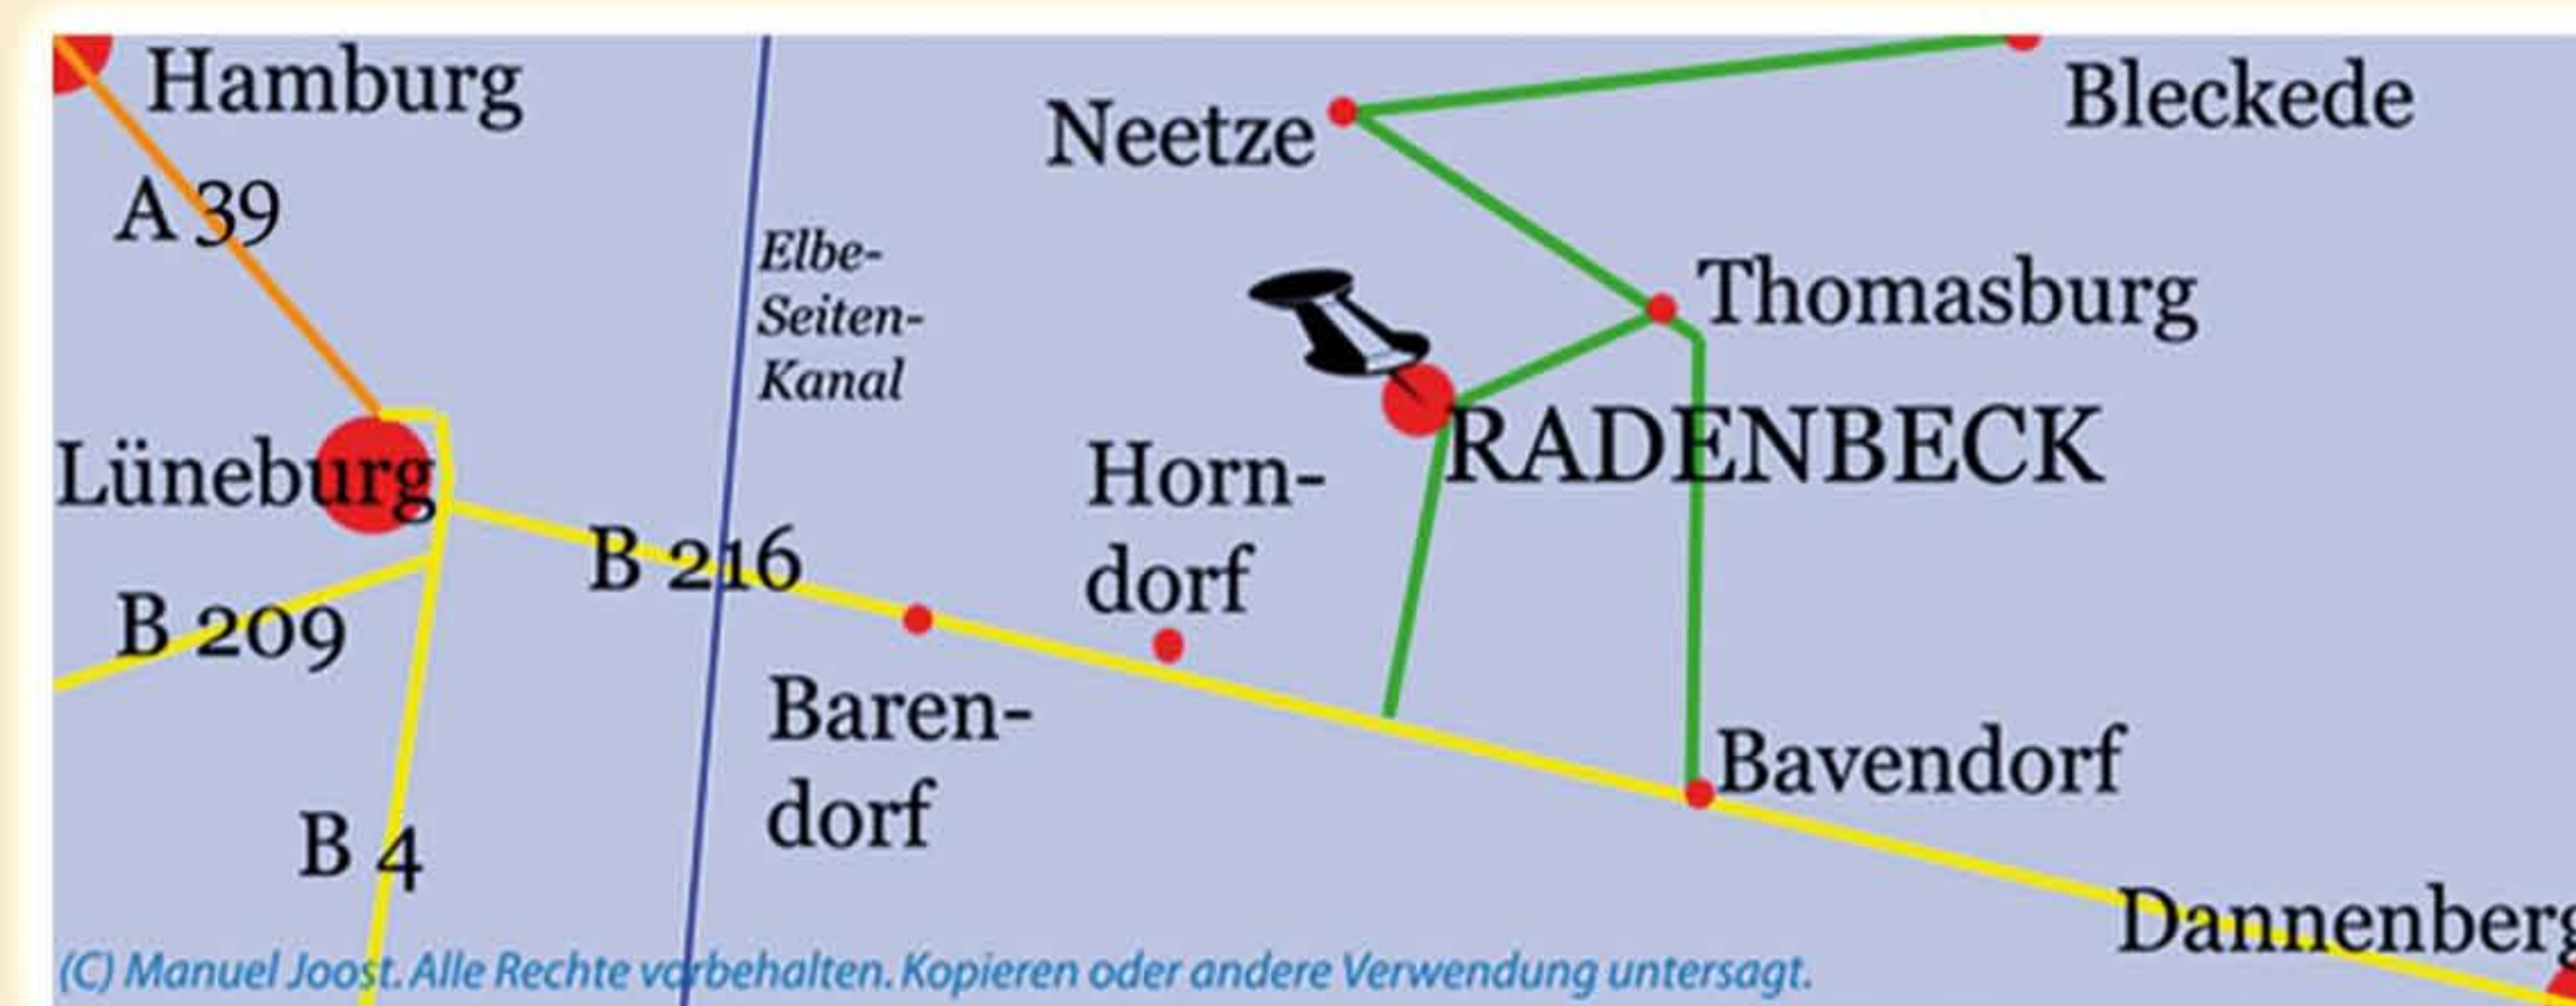 Hamburg
Bleckede
Neetze
A 39
Elbe-
Seiten-
Kanal
Thomasburg
RADENBECK
Lüneburg
Horn-
dorf
B 216
B 209
Baren-
dorf
Bavendorf
B 4
Dannenberg
(C) Manuel Joost. Alle Rechte vorbehalten. Kopieren oder andere Verwendung untersagt.